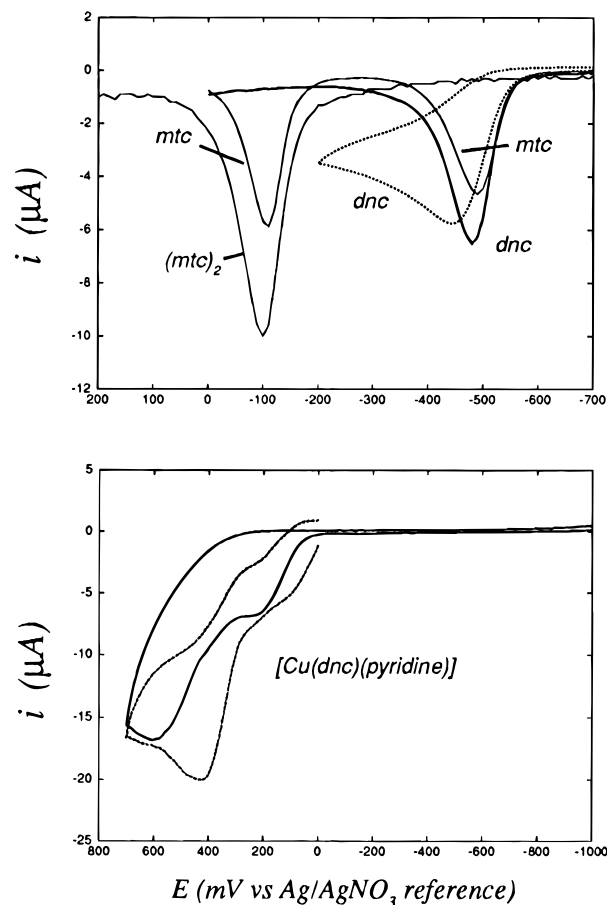 2
0
-2
-4
-6
-8
-10
-12
200 100 0 -100 -200 -300 -400 -500 -600 -700
i (μA)
mtc
mtc
dnc
dnc
(mtc)2
5
0
-5
-10
-15
-20
-25
800 600 400 200 0 -200 -400 -600 -800 -1000
i (μA)
[Cu(dnc)(pyridine)]
E (mV vs Ag/AgNO3 reference)